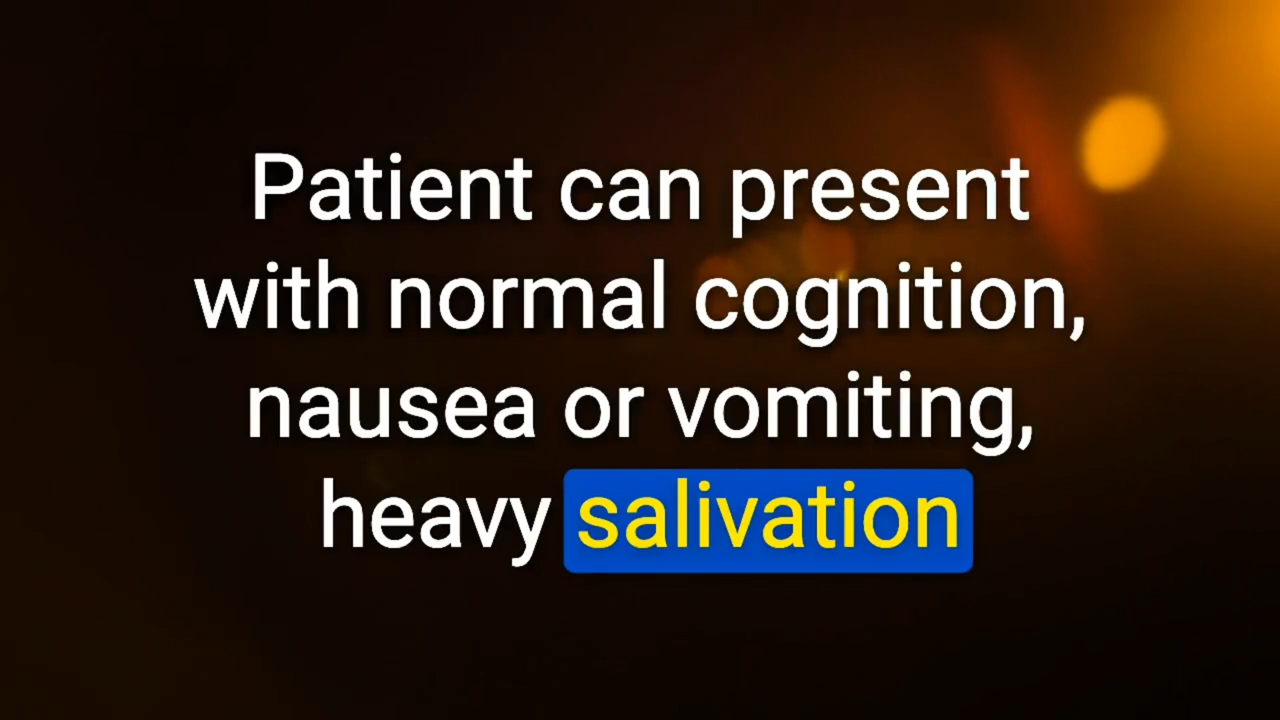 Patient can present
with normal cognition,
nausea or vomiting,
heavy salivation